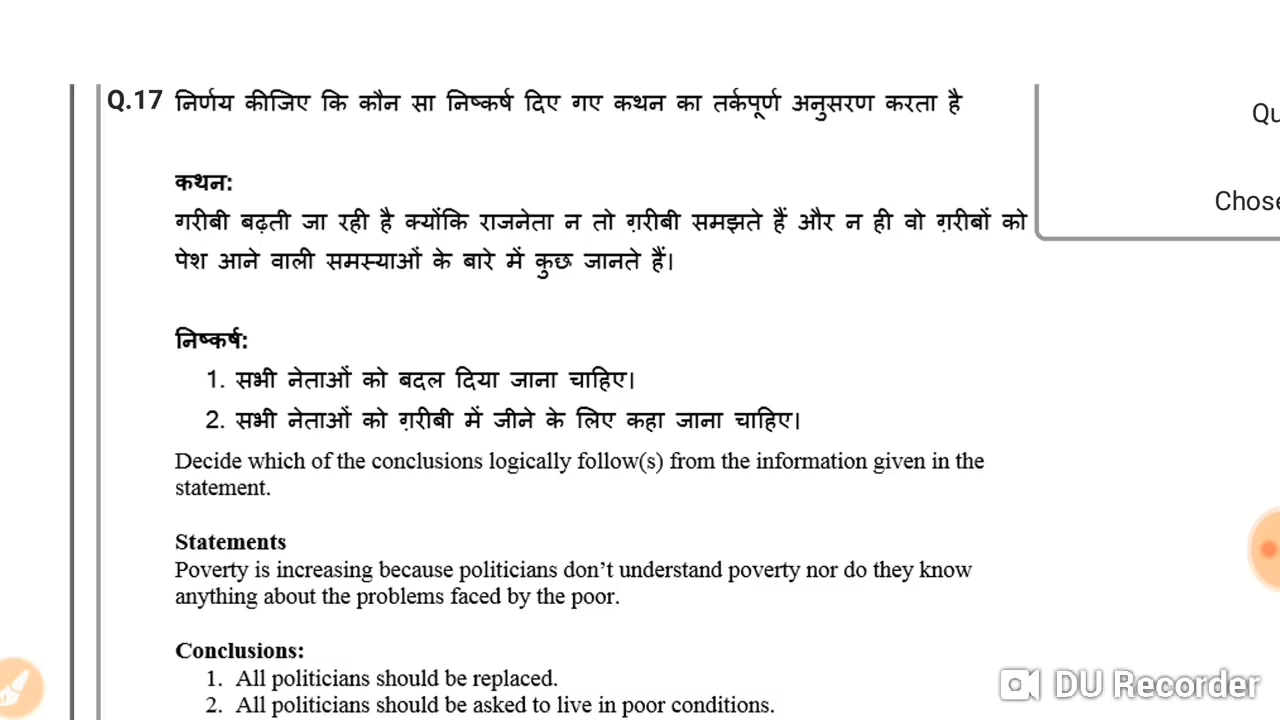 Q.17 निर्णय कीजिए कि कौन सा निष्कर्ष दिए गए कथन का तर्कपूर्ण अनुसरण करता है
Qu
कथन:
Chose
गरीबी बढ़ती जा रही है क्योंकि राजनेता न तो ग़रीबी समझते हैं और न ही वो ग़रीबों को
पेश आने वाली समस्याओं के बारे में कुछ जानते हैं।
निष्कर्ष:
1. सभी नेताओं को बदल दिया जाना चाहिए।
2. सभी नेताओं को ग़रीबी में जीने के लिए कहा जाना चाहिए।
Decide which of the conclusions logically follow(s) from the information given in the
statement.
Statements
Poverty is increasing because politicians don’t understand poverty nor do they know
anything about the problems faced by the poor.
Conclusions:
1. All politicians should be replaced.
2. All politicians should be asked to live in poor conditions.
DU Recorder